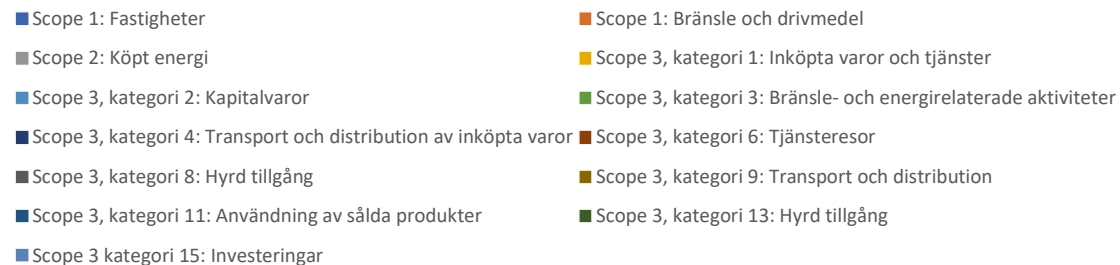 Scope 1: Fastigheter
Scope 1: Bränsle och drivmedel
Scope 2: Köpt energi
Scope 3, kategori 1: Inköpta varor och tjänster
Scope 3, kategori 2: Kapitalvaror
Scope 3, kategori 3: Bränsle- och energirelaterade aktiviteter
Scope 3, kategori 4: Transport och distribution av inköpta varor
Scope 3, kategori 6: Tjänsteresor
Scope 3, kategori 8: Hyrd tillgång
Scope 3, kategori 9: Transport och distribution
Scope 3, kategori 11: Användning av sålda produkter
Scope 3, kategori 13: Hyrd tillgång
Scope 3 kategori 15: Investeringar